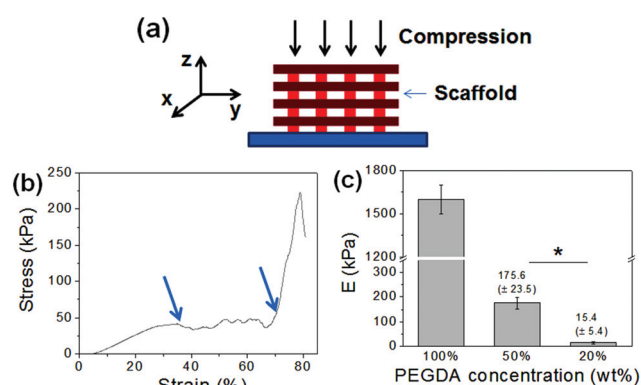 (a)
Compression
Scaffold
z
x
y
(b)
Stress (kPa)
250
200
150
100
50
0
0
20
40
60
80
Strain (%)
(c)
E (kPa)
1800
1500
1200
200
100
0
175.6
(± 23.5)
*
15.4
(± 5.4)
100%
50%
20%
PEGDA concentration (wt%)